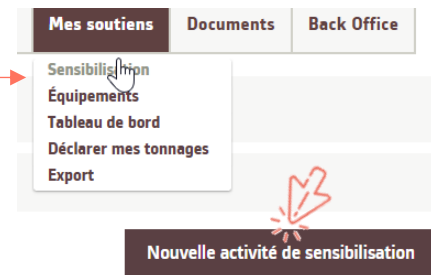 Mes soutiens Documents Back Office
Sensibilisation
Équipements
Tableau de bord
Déclarer mes tonnages
Export
Nouvelle activité de sensibilisation